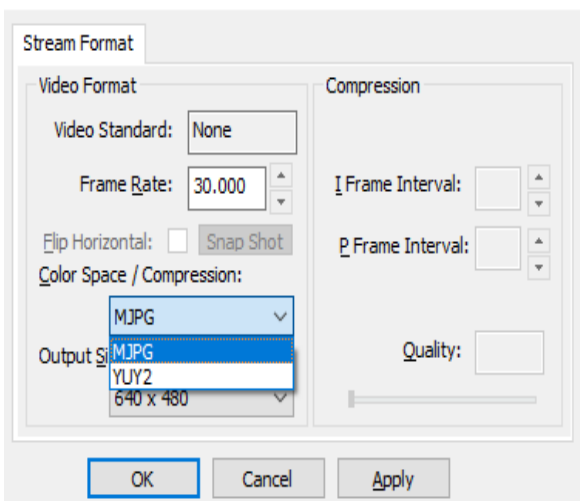 Stream Format
Video Format
Video Standard: None
Frame Rate: 30.000
Flip Horizontal: Snap Shot
Color Space / Compression:
MJPG
MJPG
YUY2
Output Si
640 x 480
Compression
I Frame Interval:
P Frame Interval:
Quality:
OK Cancel Apply